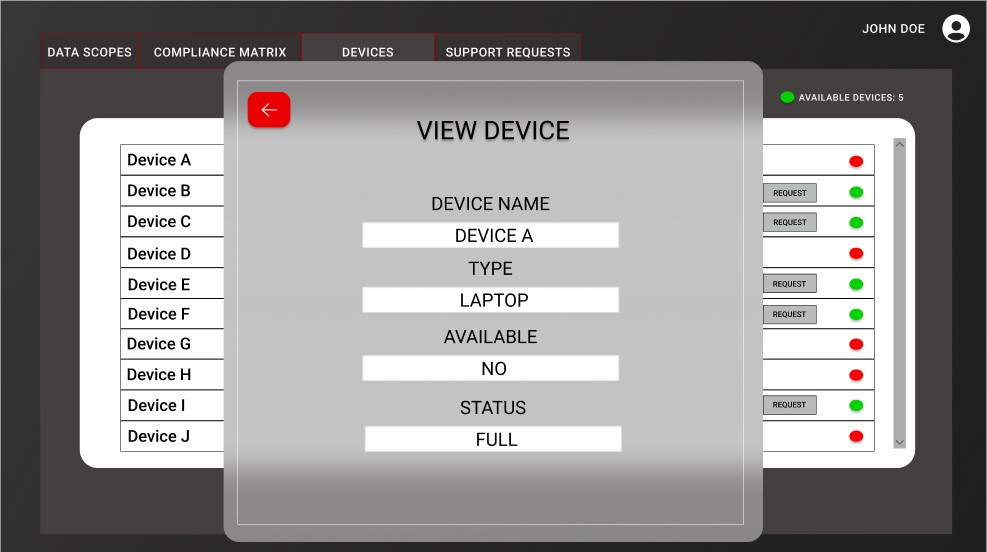 JOHN DOE
DATA SCOPES
COMPLIANCE MATRIX
DEVICES
SUPPORT REQUESTS
AVAILABLE DEVICES: 5
VIEW DEVICE
DEVICE NAME
DEVICE A
TYPE
LAPTOP
AVAILABLE
NO
STATUS
FULL
Device A
Device B REQUEST
Device C REQUEST
Device D
Device E REQUEST
Device F REQUEST
Device G
Device H
Device I REQUEST
Device J